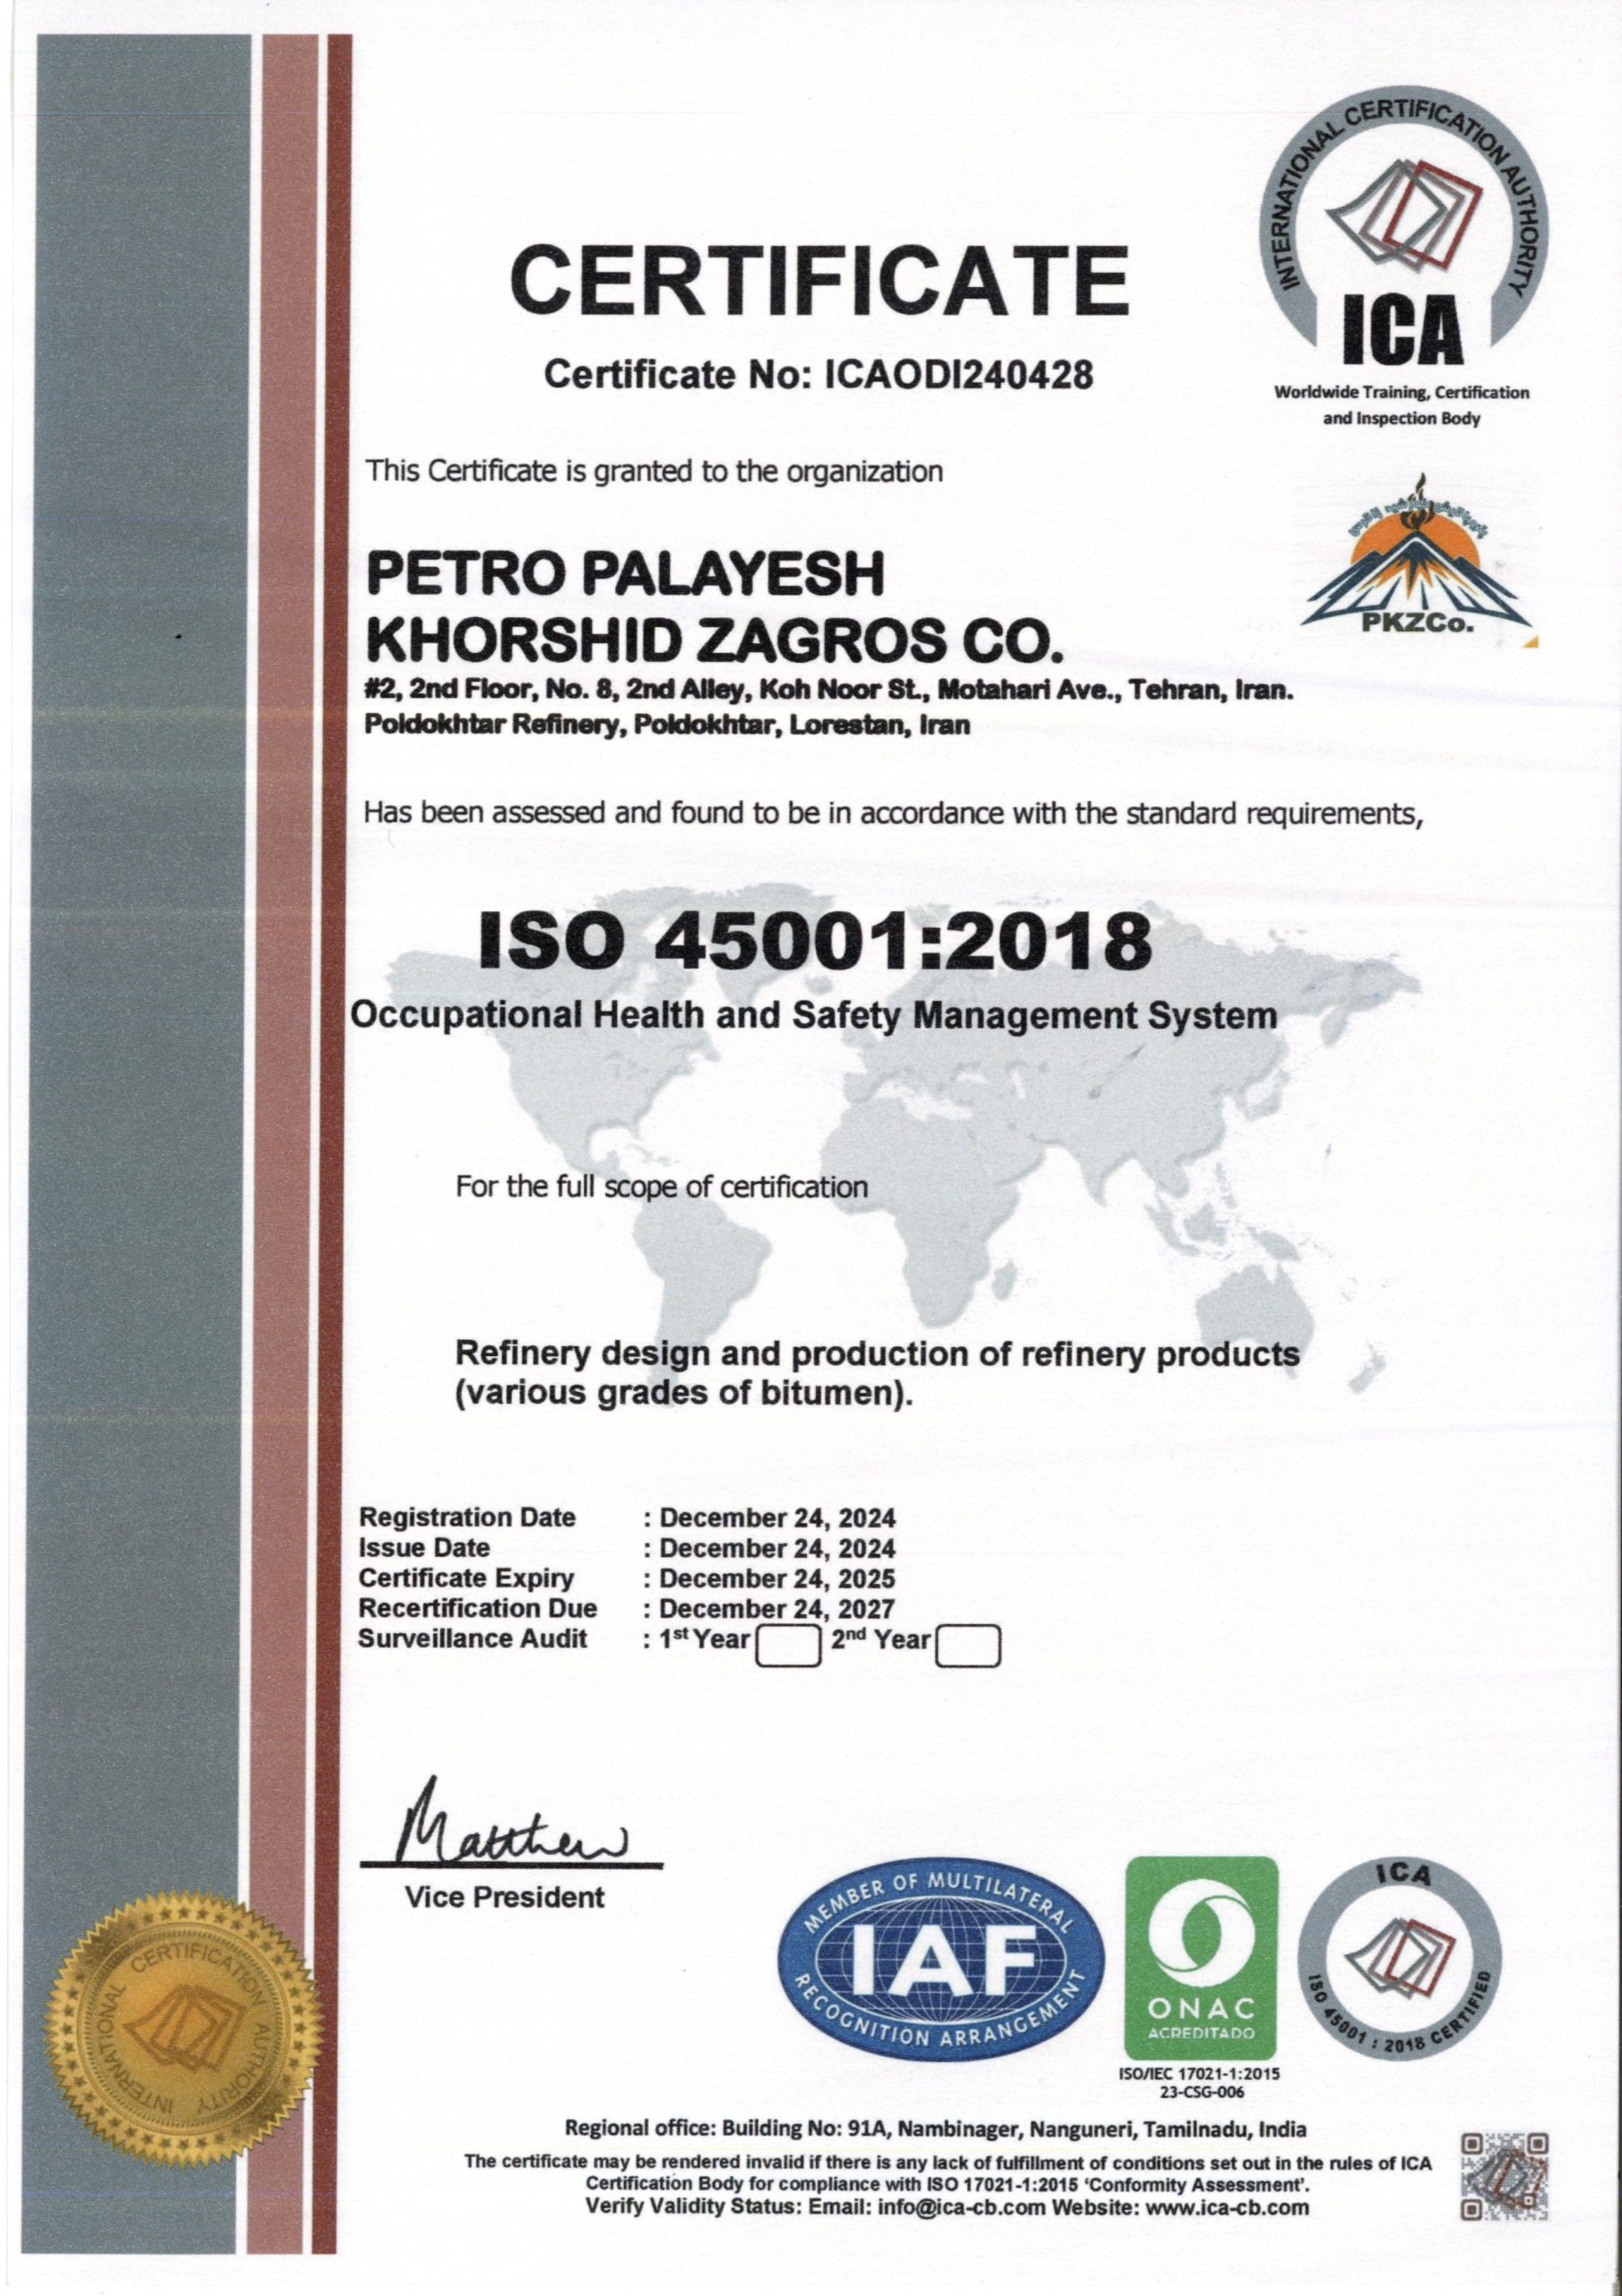 INTERNATIONAL CERTIFICATION AUTHORITY
ICA
Worldwide Training, Certification
and Inspection Body
CERTIFICATE
Certificate No: ICAODI240428
This Certificate is granted to the organization
PKZCo.
PETRO PALAYESH
KHORSHID ZAGROS CO.
#2, 2nd Floor, No. 8, 2nd Alley, Koh Noor St., Motahari Ave., Tehran, Iran.
Poldokhtar Refinery, Poldokhtar, Lorestan, Iran
Has been assessed and found to be in accordance with the standard requirements,
ISO 45001:2018
Occupational Health and Safety Management System
For the full scope of certification
Refinery design and production of refinery products
(various grades of bitumen).
Registration Date : December 24, 2024
Issue Date : December 24, 2024
Certificate Expiry : December 24, 2025
Recertification Due : December 24, 2027
Surveillance Audit : 1st Year 2nd Year
Matthew
Vice President
INTERNATIONAL CERTIFICATION AUTHORITY
MEMBER OF MULTILATERAL
IAF
RECOGNITION ARRANGEMENT
ONAC
ACREDITADO
ISO/IEC 17021-1:2015
23-CSG-006
ICA
ISO 45001 : 2018 CERTIFIED
Regional office: Building No: 91A, Nambinager, Nanguneri, Tamilnadu, India
The certificate may be rendered invalid if there is any lack of fulfillment of conditions set out in the rules of ICA
Certification Body for compliance with ISO 17021-1:2015 ‘Conformity Assessment’.
Verify Validity Status: Email: info@ica-cb.com Website: www.ica-cb.com